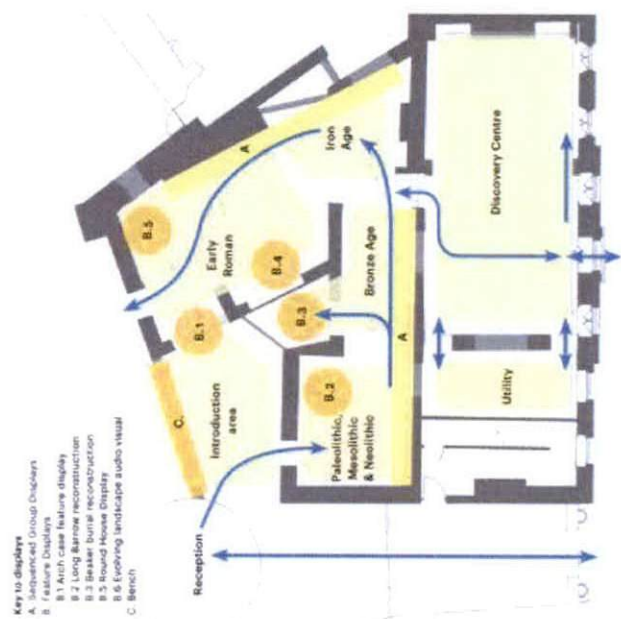 Key to displays
A. Sequenced Group Displays
B. Feature Displays
B.1 Arch case feature display
B.2 Long Barrow reconstruction
B.3 Beaker burial reconstruction
B.5 Round House Display
B.6 Evolving landscape audio visual
C. Bench
Reception
C.
Introduction
area
B.1
B.5
Early
Roman
B.4
B.3
B.2
Paleolithic,
Mesolithic
& Neolithic
Bronze Age
A
Iron
Age
A
Utility
Discovery Centre